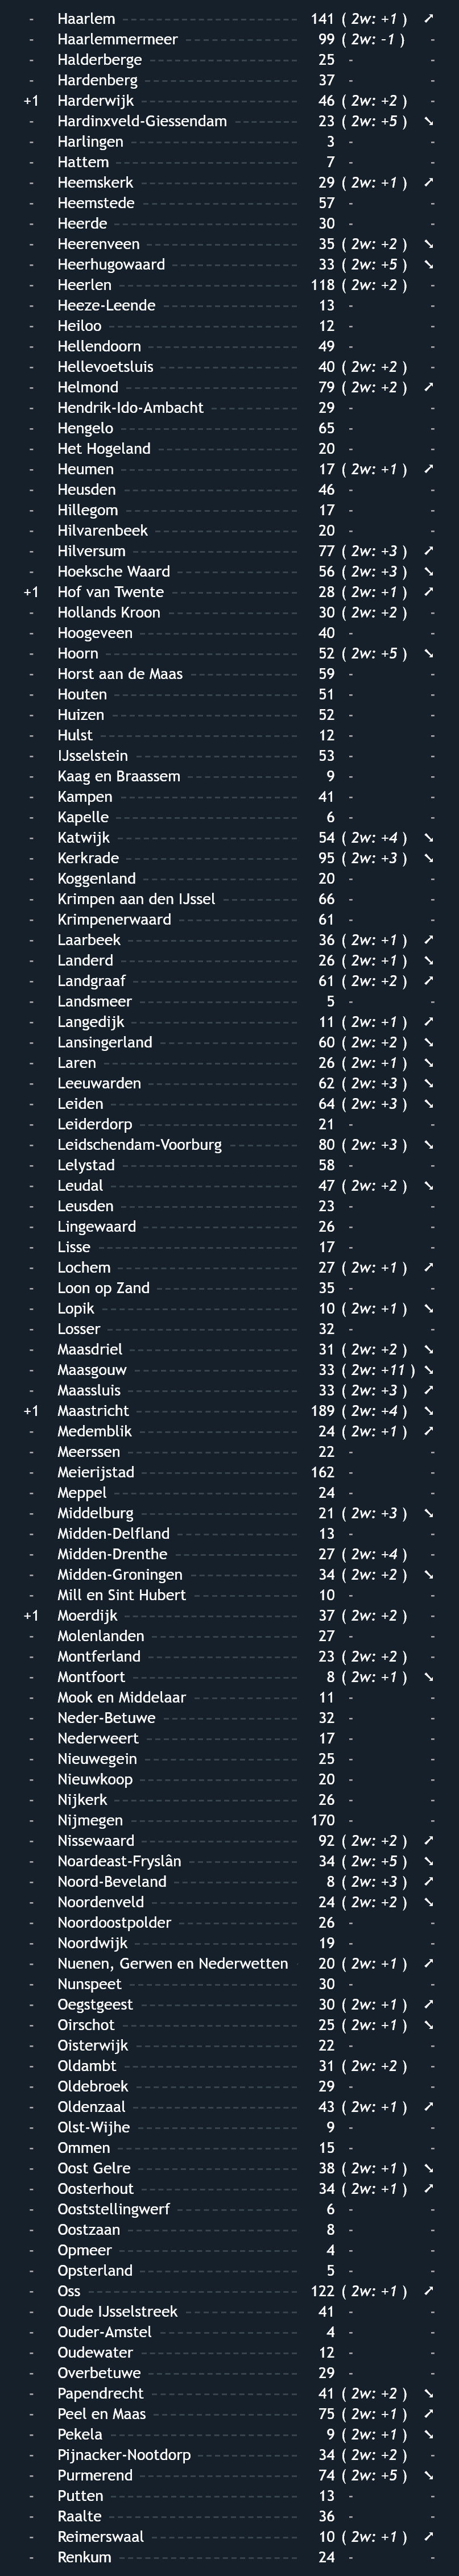 - Haarlem 141 ( 2w: +1 ) ➚
- Haarlemmermeer 99 ( 2w: -1 ) -
- Halderberge 25 - -
- Hardenberg 37 - -
+1 Harderwijk 46 ( 2w: +2 ) -
- Hardinxveld-Giessendam 23 ( 2w: +5 ) ➘
- Harlingen 3 - -
- Hattem 7 - -
- Heemskerk 29 ( 2w: +1 ) ➚
- Heemstede 57 - -
- Heerde 30 - -
- Heerenveen 35 ( 2w: +2 ) ➘
- Heerhugowaard 33 ( 2w: +5 ) ➘
- Heerlen 118 ( 2w: +2 ) -
- Heeze-Leende 13 - -
- Heiloo 12 - -
- Hellendoorn 49 - -
- Hellevoetsluis 40 ( 2w: +2 ) -
- Helmond 79 ( 2w: +2 ) ➚
- Hendrik-Ido-Ambacht 29 - -
- Hengelo 65 - -
- Het Hogeland 20 - -
- Heumen 17 ( 2w: +1 ) ➚
- Heusden 46 - -
- Hillegom 17 - -
- Hilvarenbeek 20 - -
- Hilversum 77 ( 2w: +3 ) ➚
- Hoeksche Waard 56 ( 2w: +3 ) ➘
+1 Hof van Twente 28 ( 2w: +1 ) ➚
- Hollands Kroon 30 ( 2w: +2 ) -
- Hoogeveen 40 - -
- Hoorn 52 ( 2w: +5 ) ➘
- Horst aan de Maas 59 - -
- Houten 51 - -
- Huizen 52 - -
- Hulst 12 - -
- IJsselstein 53 - -
- Kaag en Braassem 9 - -
- Kampen 41 - -
- Kapelle 6 - -
- Katwijk 54 ( 2w: +4 ) ➘
- Kerkrade 95 ( 2w: +3 ) ➘
- Koggenland 20 - -
- Krimpen aan den IJssel 66 - -
- Krimpenerwaard 61 - -
- Laarbeek 36 ( 2w: +1 ) ➚
- Landerd 26 ( 2w: +1 ) ➘
- Landgraaf 61 ( 2w: +2 ) ➚
- Landsmeer 5 - -
- Langedijk 11 ( 2w: +1 ) ➚
- Lansingerland 60 ( 2w: +2 ) ➘
- Laren 26 ( 2w: +1 ) ➘
- Leeuwarden 62 ( 2w: +3 ) ➘
- Leiden 64 ( 2w: +3 ) ➘
- Leiderdorp 21 - -
- Leidschendam-Voorburg 80 ( 2w: +3 ) ➘
- Lelystad 58 - -
- Leudal 47 ( 2w: +2 ) ➘
- Leusden 23 - -
- Lingewaard 26 - -
- Lisse 17 - -
- Lochem 27 ( 2w: +1 ) ➚
- Loon op Zand 35 - -
- Lopik 10 ( 2w: +1 ) ➘
- Losser 32 - -
- Maasdriel 31 ( 2w: +2 ) ➘
- Maasgouw 33 ( 2w: +11 ) ➘
- Maassluis 33 ( 2w: +3 ) ➚
+1 Maastricht 189 ( 2w: +4 ) ➘
- Medemblik 24 ( 2w: +1 ) ➚
- Meerssen 22 - -
- Meierijstad 162 - -
- Meppel 24 - -
- Middelburg 21 ( 2w: +3 ) ➘
- Midden-Delfland 13 - -
- Midden-Drenthe 27 ( 2w: +4 ) -
- Midden-Groningen 34 ( 2w: +2 ) ➘
- Mill en Sint Hubert 10 - -
+1 Moerdijk 37 ( 2w: +2 ) -
- Molenlanden 27 - -
- Montferland 23 ( 2w: +2 ) -
- Montfoort 8 ( 2w: +1 ) ➘
- Mook en Middelaar 11 - -
- Neder-Betuwe 32 - -
- Nederweert 17 - -
- Nieuwegein 25 - -
- Nieuwkoop 20 - -
- Nijkerk 26 - -
- Nijmegen 170 - -
- Nissewaard 92 ( 2w: +2 ) ➚
- Noardeast-Fryslân 34 ( 2w: +5 ) ➘
- Noord-Beveland 8 ( 2w: +3 ) ➚
- Noordenveld 24 ( 2w: +2 ) ➘
- Noordoostpolder 26 - -
- Noordwijk 19 - -
- Nuenen, Gerwen en Nederwetten 20 ( 2w: +1 ) ➚
- Nunspeet 30 - -
- Oegstgeest 30 ( 2w: +1 ) ➚
- Oirschot 25 ( 2w: +1 ) ➘
- Oisterwijk 22 - -
- Oldambt 31 ( 2w: +2 ) -
- Oldebroek 29 - -
- Oldenzaal 43 ( 2w: +1 ) ➚
- Olst-Wijhe 9 - -
- Ommen 15 - -
- Oost Gelre 38 ( 2w: +1 ) ➘
- Oosterhout 34 ( 2w: +1 ) ➚
- Ooststellingwerf 6 - -
- Oostzaan 8 - -
- Opmeer 4 - -
- Opsterland 5 - -
- Oss 122 ( 2w: +1 ) ➚
- Oude IJsselstreek 41 - -
- Ouder-Amstel 4 - -
- Oudewater 12 - -
- Overbetuwe 29 - -
- Papendrecht 41 ( 2w: +2 ) ➘
- Peel en Maas 75 ( 2w: +1 ) ➚
- Pekela 9 ( 2w: +1 ) ➘
- Pijnacker-Nootdorp 34 ( 2w: +2 ) -
- Purmerend 74 ( 2w: +5 ) ➘
- Putten 13 - -
- Raalte 36 - -
- Reimerswaal 10 ( 2w: +1 ) ➚
- Renkum 24 - -